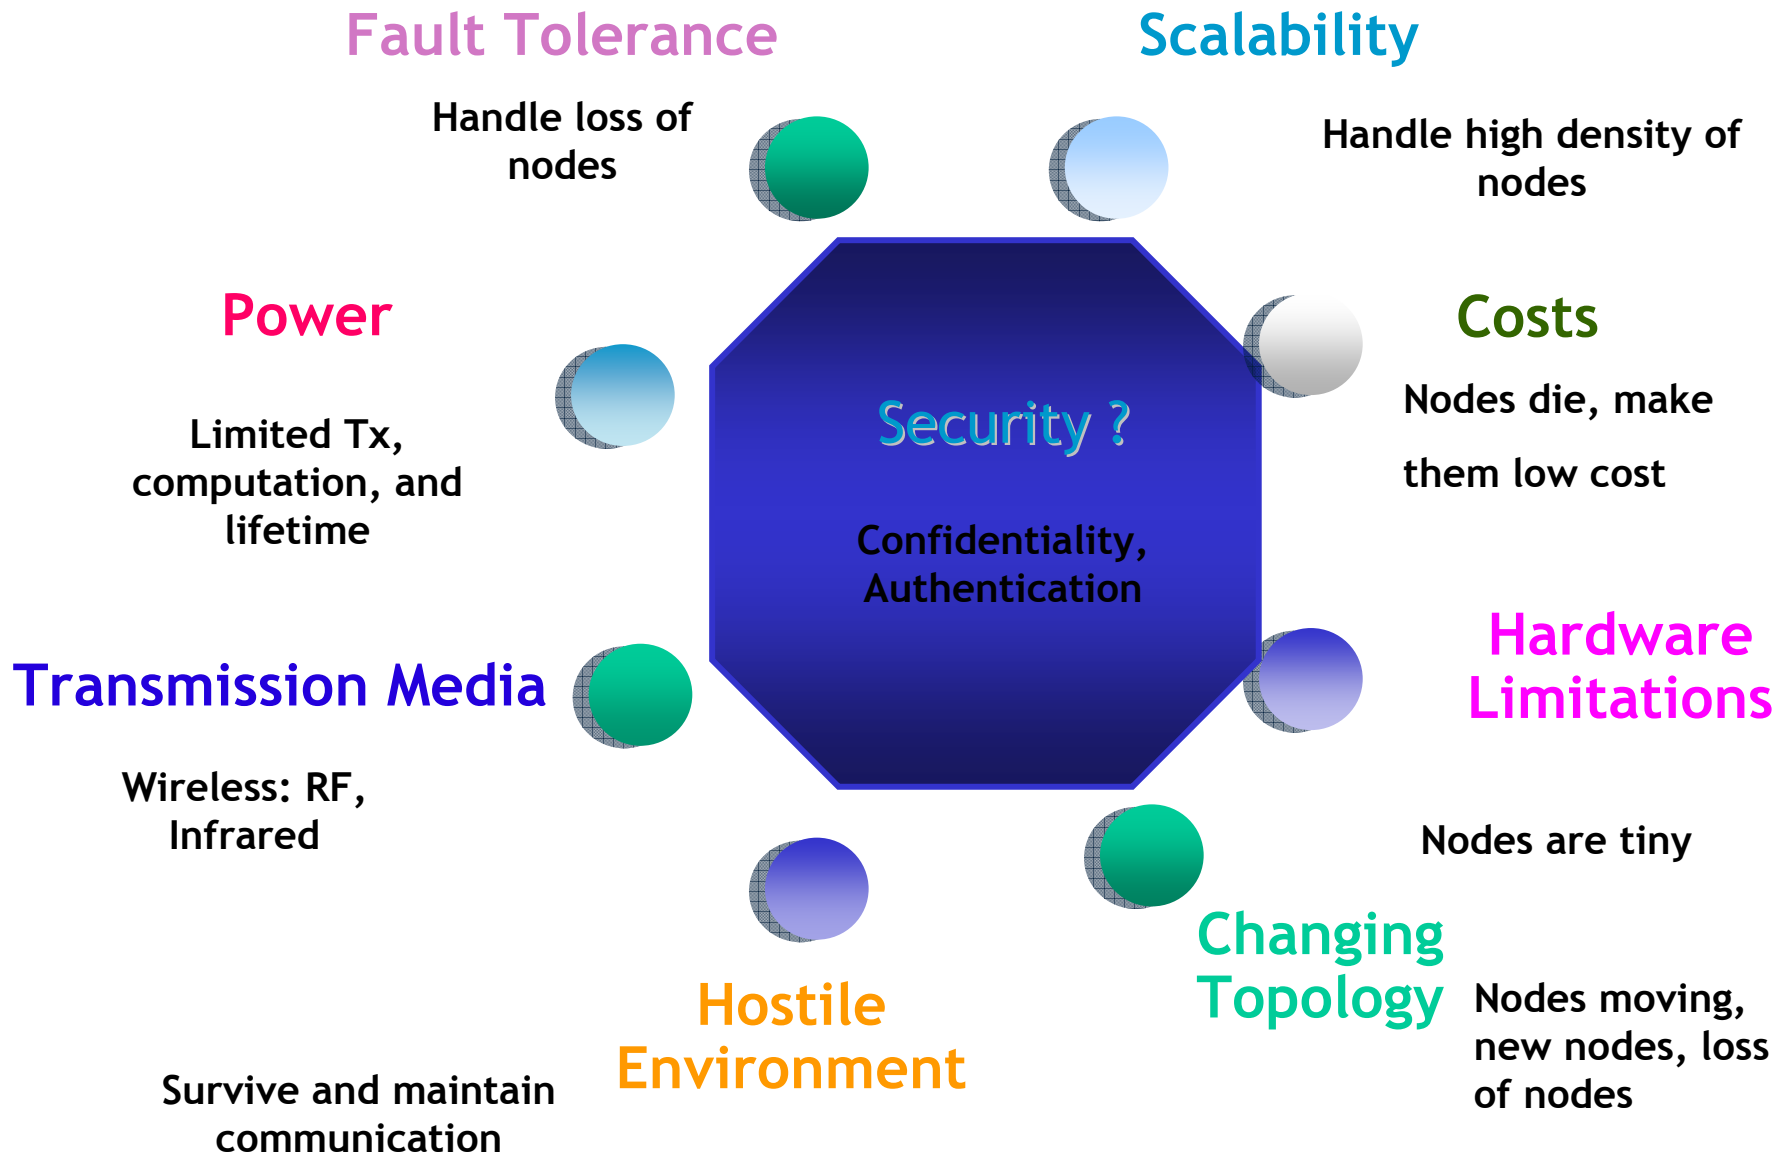 Fault Tolerance
Handle loss of
nodes
Scalability
Handle high density of
nodes
Power
Limited Tx,
computation, and
lifetime
Security ?
Confidentiality,
Authentication
Costs
Nodes die, make
them low cost
Transmission Media
Wireless: RF,
Infrared
Hardware
Limitations
Nodes are tiny
Hostile
Environment
Survive and maintain
communication
Changing
Topology
Nodes moving,
new nodes, loss
of nodes